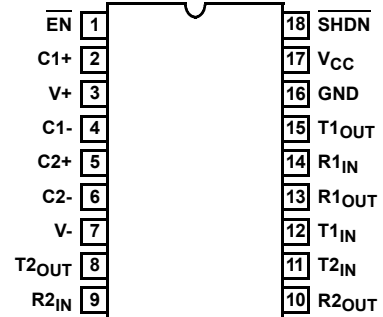 EN 1 18 SHDN
C1+ 2 17 VCC
V+ 3 16 GND
C1- 4 15 T1OUT
C2+ 5 14 R1IN
C2- 6 13 R1OUT
V- 7 12 T1IN
T2OUT 8 11 T2IN
R2IN 9 10 R2OUT